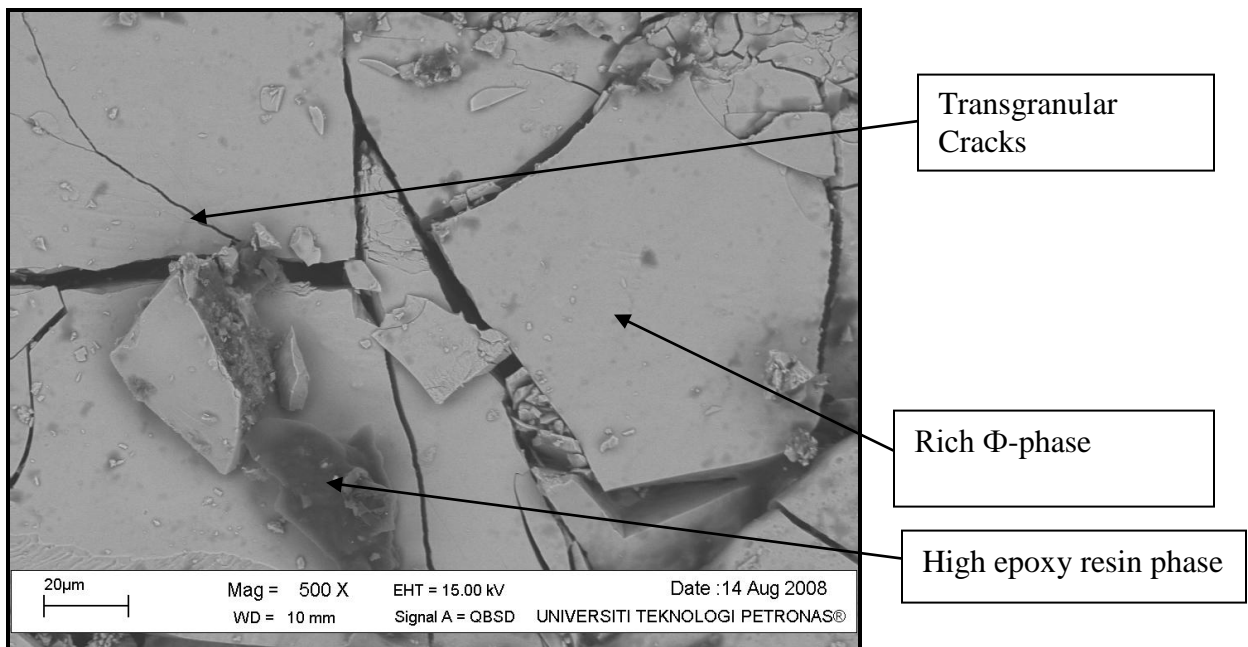 Transgranular
Cracks
Rich Φ-phase
High epoxy resin phase
20µm
Mag = 500 X
EHT = 15.00 kV
Date :14 Aug 2008
WD = 10 mm
Signal A = QBSD
UNIVERSITI TEKNOLOGI PETRONAS®